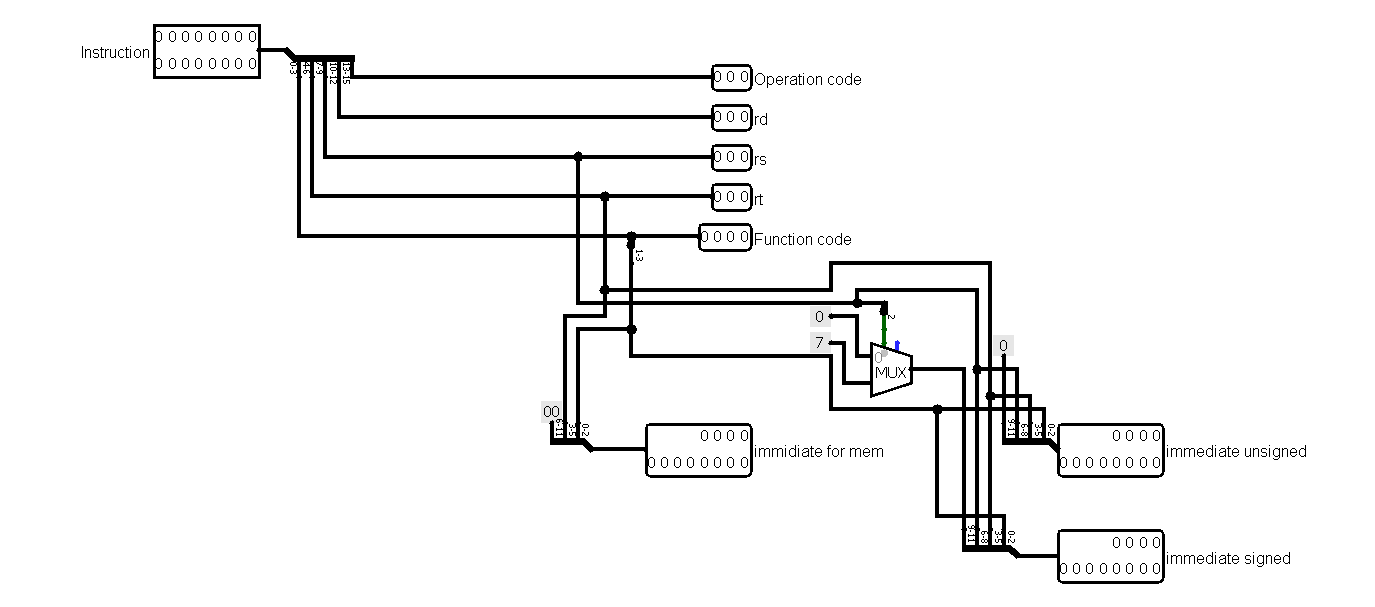 0 0 0 0 0 0 0 0
Instruction
0 0 0 0 0 0 0 0
0-3 4-6 7-9 10-12 13-15
0 0 0 Operation code
0 0 0 rd
0 0 0 rs
0 0 0 rt
0 0 0 0 Function code
1-3
0
2
7
0
0
MUX
00
6-11 3-5 0-2
0 0 0 0
0 0 0 0 0 0 0 0
immidiate for mem
9-11 6-8 3-5 0-2
0 0 0 0
0 0 0 0 0 0 0 0
immediate unsigned
9-11 6-8 3-5 0-2
0 0 0 0
0 0 0 0 0 0 0 0
immediate signed